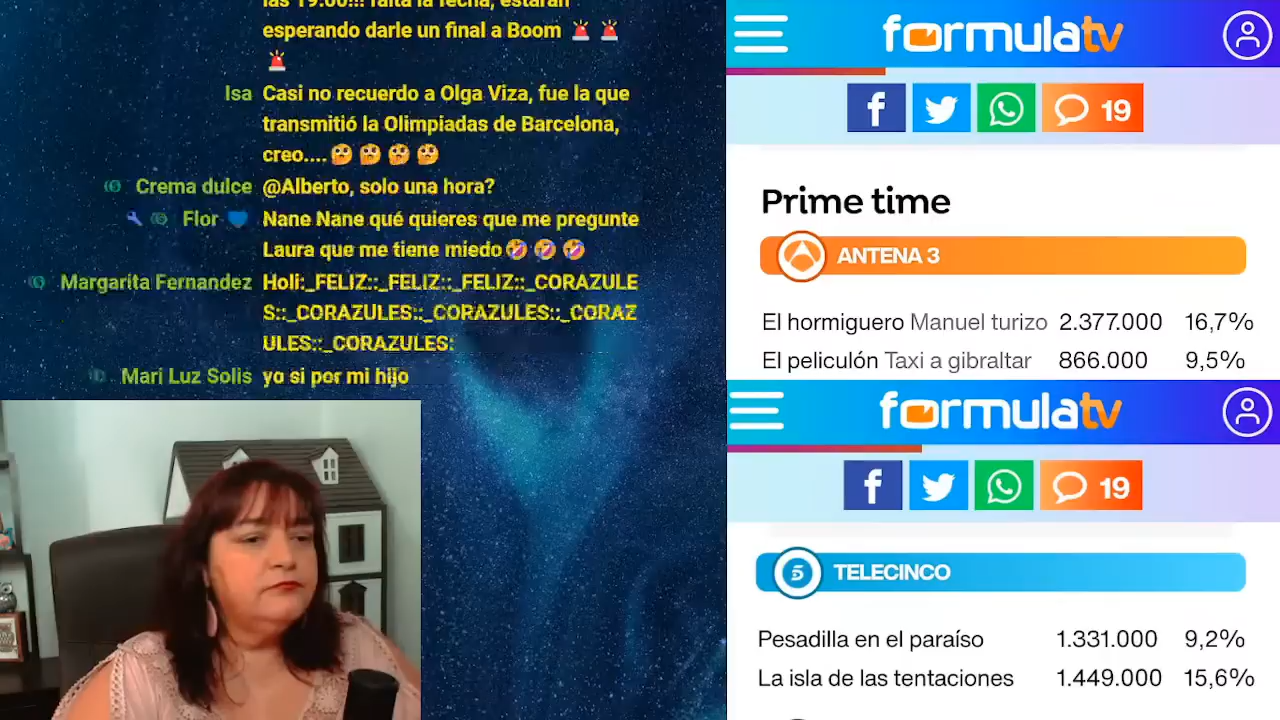 las 19:00!!! falta la fecha, estarán
esperando darle un final a Boom 🚨 🚨
🚨
Isa Casi no recuerdo a Olga Viza, fue la que
transmitió la Olimpiadas de Barcelona,
creo.... 🤔 🤔 🤔 🤔
Crema dulce @Alberto, solo una hora?
Flor 💙 Nane Nane qué quieres que me pregunte
Laura que me tiene miedo🤣 🤣 🤣
Margarita Fernandez Holi:_FELIZ::_FELIZ::_FELIZ::_CORAZULE
S::_CORAZULES::_CORAZULES::_CORAZ
ULES::_CORAZULES:
Mari Luz Solis yo si por mi hijo
formulatv
f 19
Prime time
ANTENA 3
El hormiguero Manuel turizo 2.377.000 16,7%
El peliculón Taxi a gibraltar 866.000 9,5%
formulatv
f 19
5 TELECINCO
Pesadilla en el paraíso 1.331.000 9,2%
La isla de las tentaciones 1.449.000 15,6%